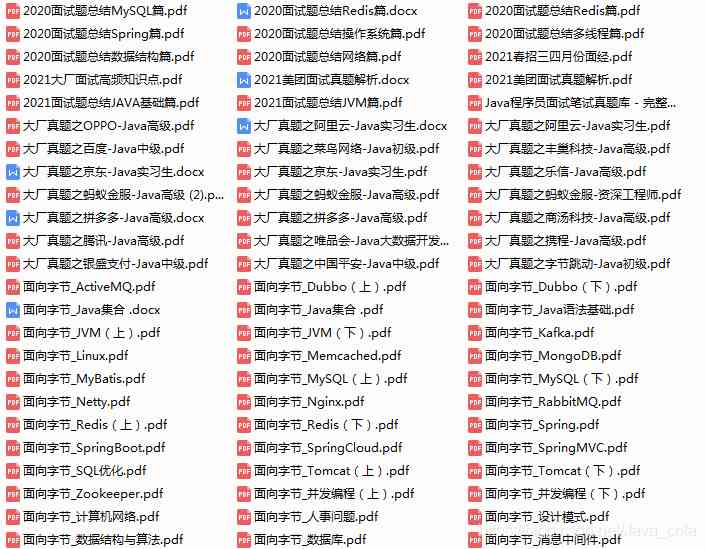 2020面试题总结MySQL篇.pdf
2020面试题总结Redis篇.docx
2020面试题总结Redis篇.pdf
2020面试题总结Spring篇.pdf
2020面试题总结操作系统篇.pdf
2020面试题总结多线程篇.pdf
2020面试题总结数据结构篇.pdf
2020面试题总结网络篇.pdf
2021春招三四月份面经.pdf
2021大厂面试高频知识点.pdf
2021美团面试真题解析.docx
2021美团面试真题解析.pdf
2021面试题总结JAVA基础篇.pdf
2021面试题总结JVM篇.pdf
Java程序员面试笔试真题库 - 完整...
大厂真题之OPPO-Java高级.pdf
大厂真题之阿里云-Java实习生.docx
大厂真题之阿里云-Java实习生.pdf
大厂真题之百度-Java中级.pdf
大厂真题之菜鸟网络-Java初级.pdf
大厂真题之丰巢科技-Java高级.pdf
大厂真题之京东-Java实习生.docx
大厂真题之京东-Java实习生.pdf
大厂真题之乐信-Java高级.pdf
大厂真题之蚂蚁金服-Java高级 (2).p...
大厂真题之蚂蚁金服-Java高级.pdf
大厂真题之蚂蚁金服-资深工程师.pdf
大厂真题之拼多多-Java高级.docx
大厂真题之拼多多-Java高级.pdf
大厂真题之商汤科技-Java高级.pdf
大厂真题之腾讯-Java高级.pdf
大厂真题之唯品会-Java大数据开发...
大厂真题之携程-Java高级.pdf
大厂真题之银盛支付-Java中级.pdf
大厂真题之中国平安-Java中级.pdf
大厂真题之字节跳动-Java初级.pdf
面向字节_ActiveMQ.pdf
面向字节_Dubbo（上）.pdf
面向字节_Dubbo（下）.pdf
面向字节_Java集合 .docx
面向字节_Java集合 .pdf
面向字节_Java语法基础.pdf
面向字节_JVM（上）.pdf
面向字节_JVM（下）.pdf
面向字节_Kafka.pdf
面向字节_Linux.pdf
面向字节_Memcached.pdf
面向字节_MongoDB.pdf
面向字节_MyBatis.pdf
面向字节_MySQL（上）.pdf
面向字节_MySQL（下）.pdf
面向字节_Netty.pdf
面向字节_Nginx.pdf
面向字节_RabbitMQ.pdf
面向字节_Redis（上）.pdf
面向字节_Redis（下）.pdf
面向字节_Spring.pdf
面向字节_SpringBoot.pdf
面向字节_SpringCloud.pdf
面向字节_SpringMVC.pdf
面向字节_SQL优化.pdf
面向字节_Tomcat（上）.pdf
面向字节_Tomcat（下）.pdf
面向字节_Zookeeper.pdf
面向字节_并发编程（上）.pdf
面向字节_并发编程（下）.pdf
面向字节_计算机网络.pdf
面向字节_人事问题.pdf
面向字节_设计模式.pdf
面向字节_数据结构与算法.pdf
面向字节_数据库.pdf
面向字节_消息中间件.pdf